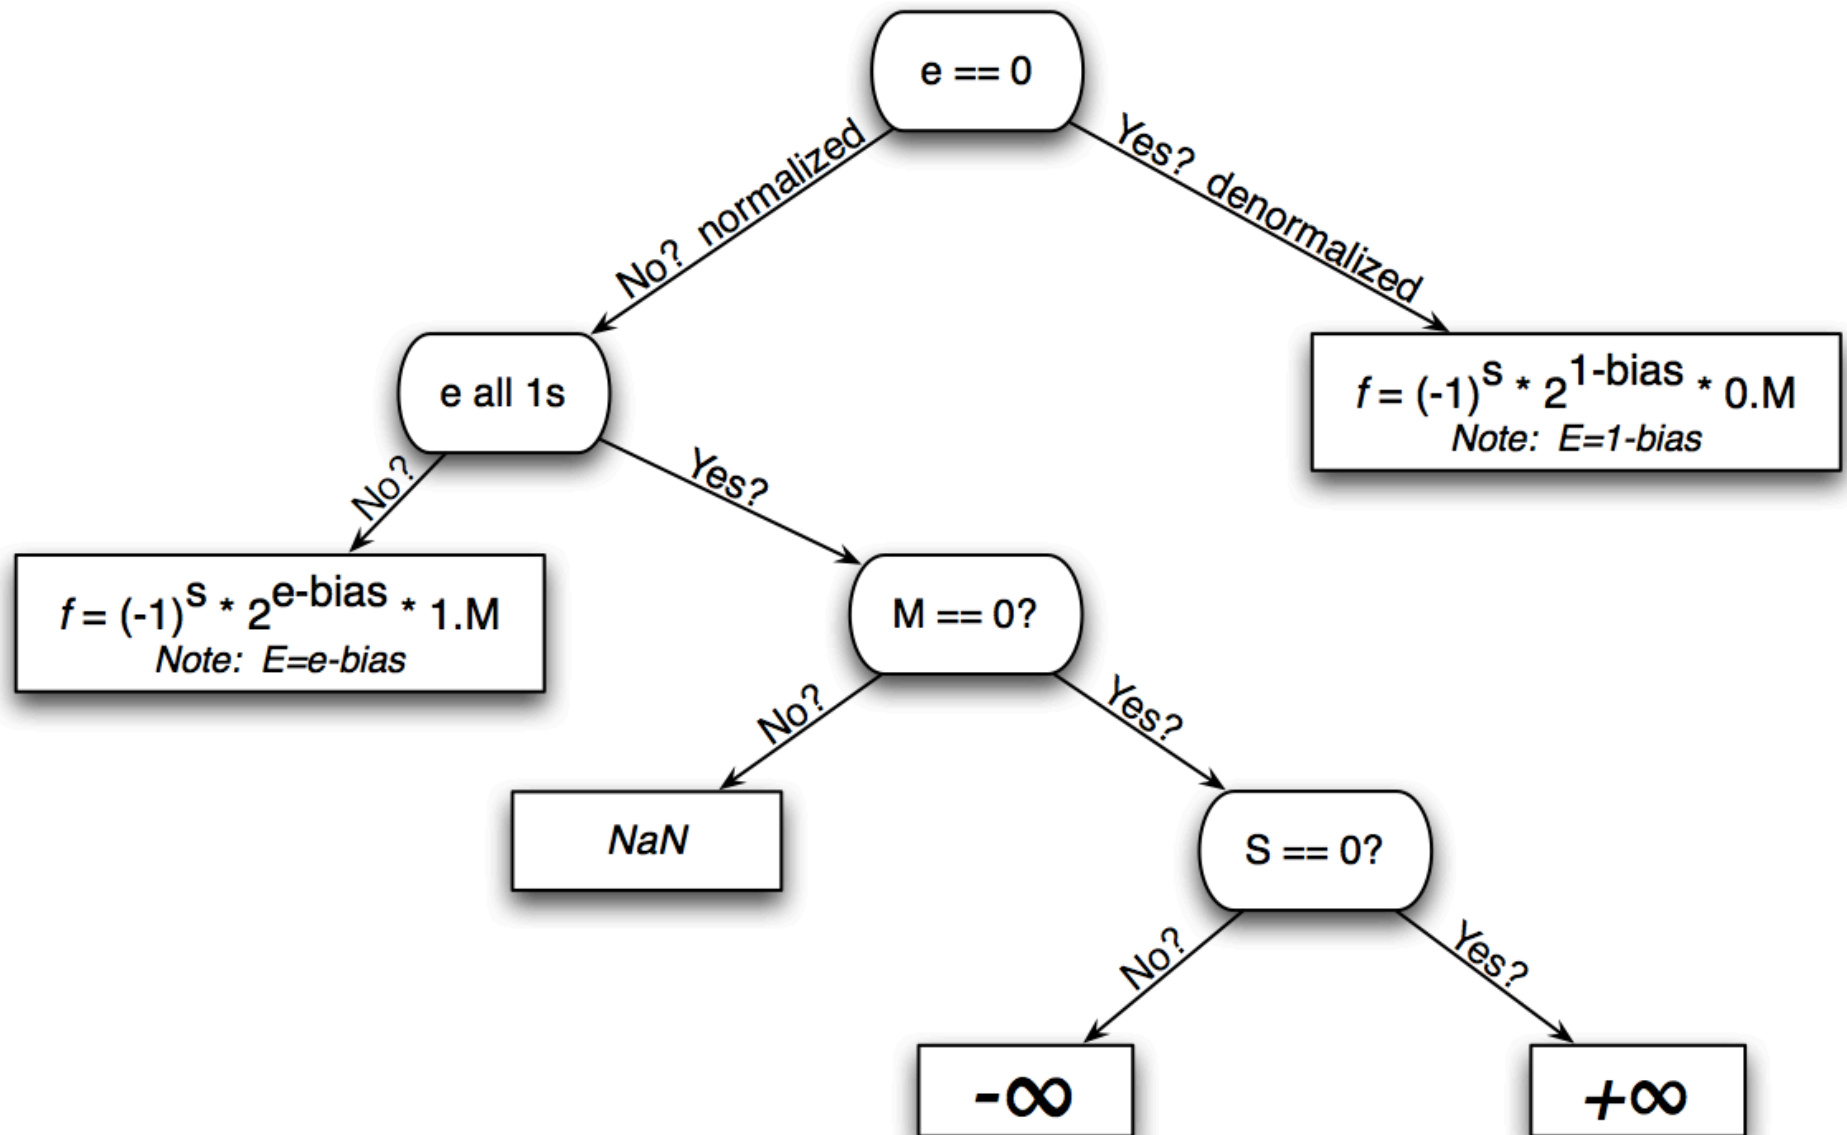 e == 0
No? normalized
Yes? denormalized
e all 1s
f = (-1)^s * 2^1-bias * 0.M
Note: E=1-bias
No?
Yes?
f = (-1)^s * 2^e-bias * 1.M
Note: E=e-bias
M == 0?
No?
Yes?
NaN
S == 0?
No?
Yes?
-∞
+∞